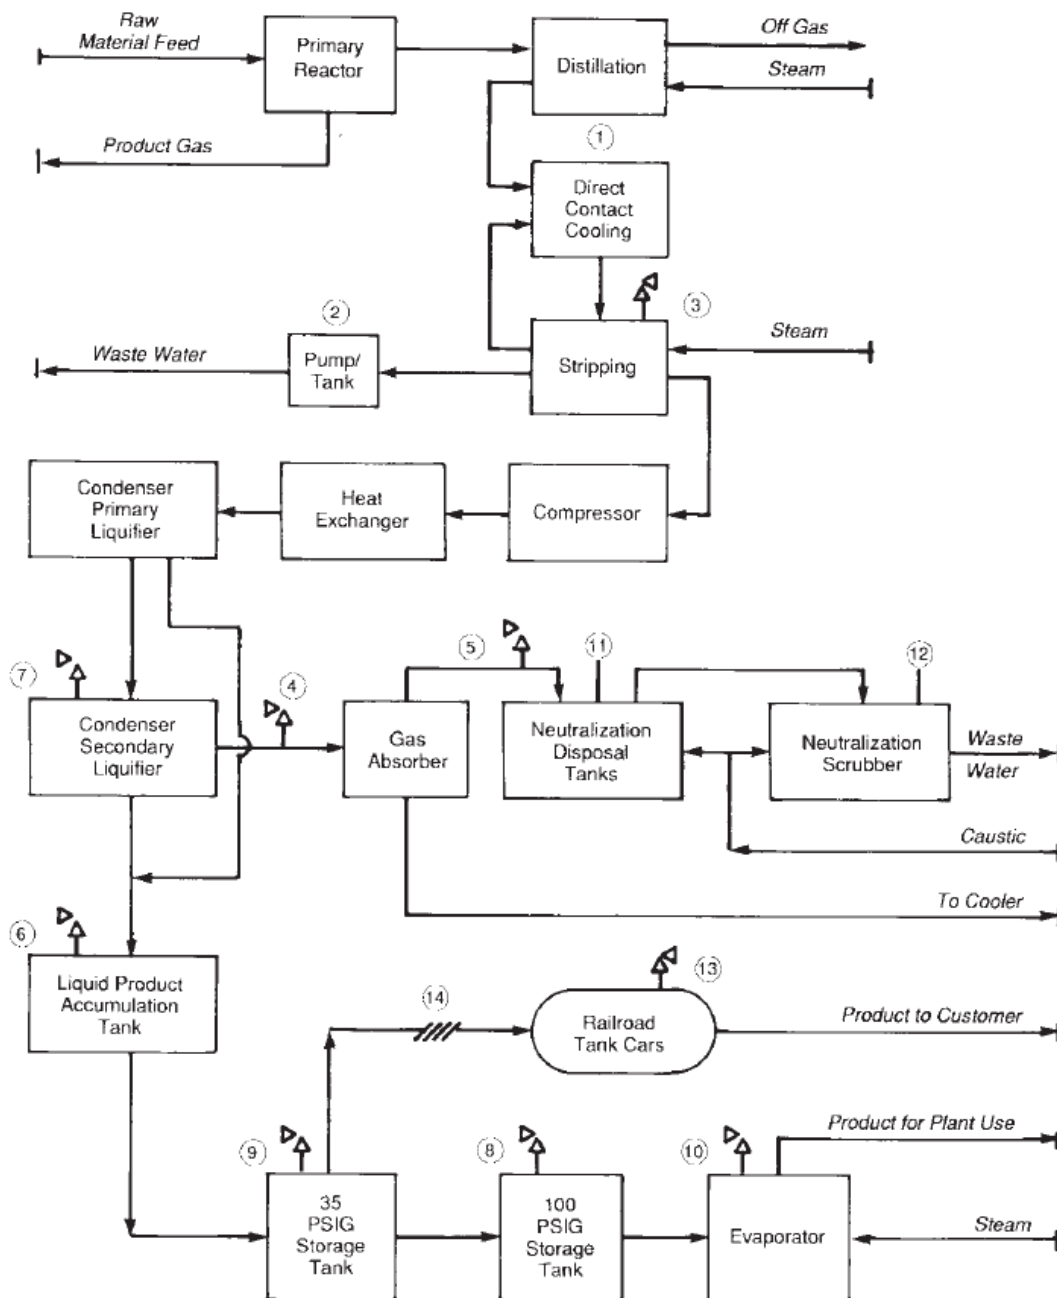 Raw
Material Feed
Primary
Reactor
Distillation
Off Gas
Steam
Product Gas
1
Direct
Contact
Cooling
2
3
Waste Water
Pump/
Tank
Stripping
Steam
Condenser
Primary
Liquifier
Heat
Exchanger
Compressor
7
Condenser
Secondary
Liquifier
4
5
Gas
Absorber
11
Neutralization
Disposal
Tanks
12
Neutralization
Scrubber
Waste
Water
Caustic
To Cooler
6
Liquid Product
Accumulation
Tank
14
13
Railroad
Tank Cars
Product to Customer
9
35
PSIG
Storage
Tank
8
100
PSIG
Storage
Tank
10
Evaporator
Product for Plant Use
Steam